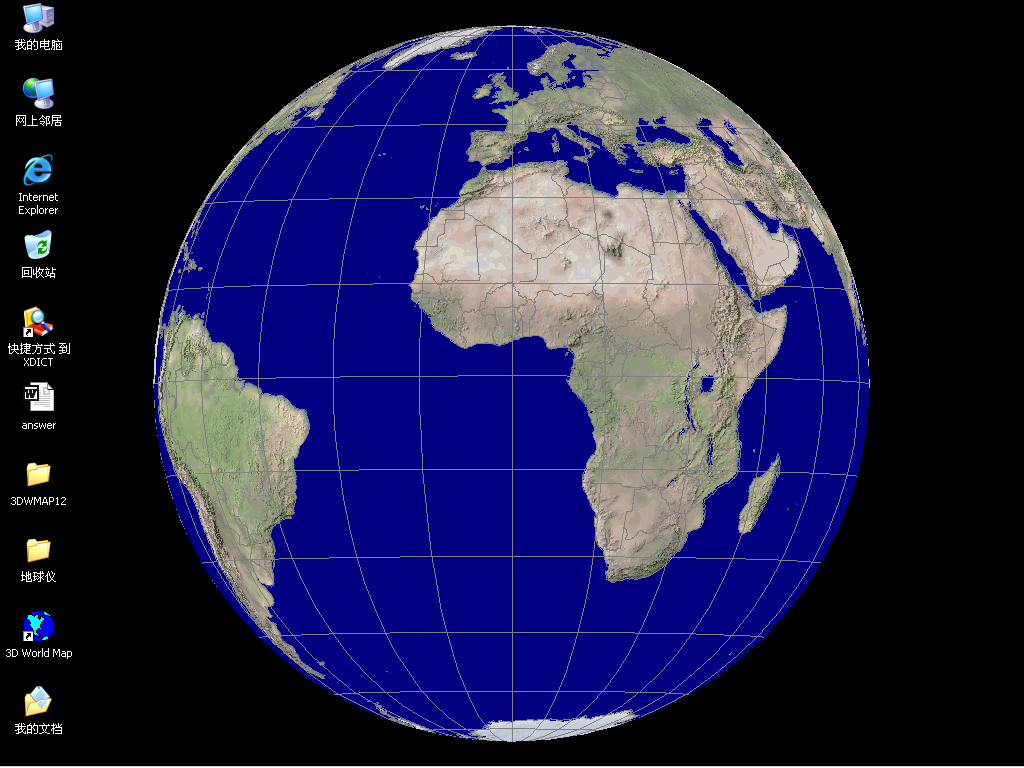 我的电脑
网上邻居
Internet
Explorer
回收站
快捷方式 到
XDICT
W
answer
3DWMAP12
地球仪
3D World Map
我的文档